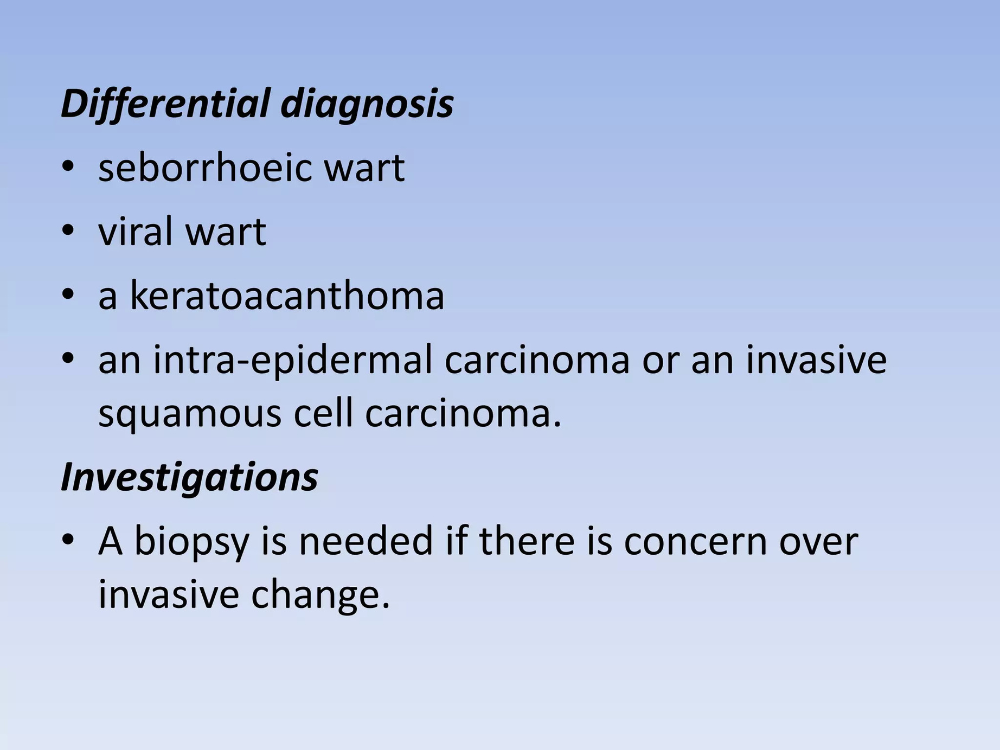 Differential diagnosis
• seborrhoeic wart
• viral wart
• a keratoacanthoma
• an intra-epidermal carcinoma or an invasive
squamous cell carcinoma.
Investigations
• A biopsy is needed if there is concern over
invasive change.